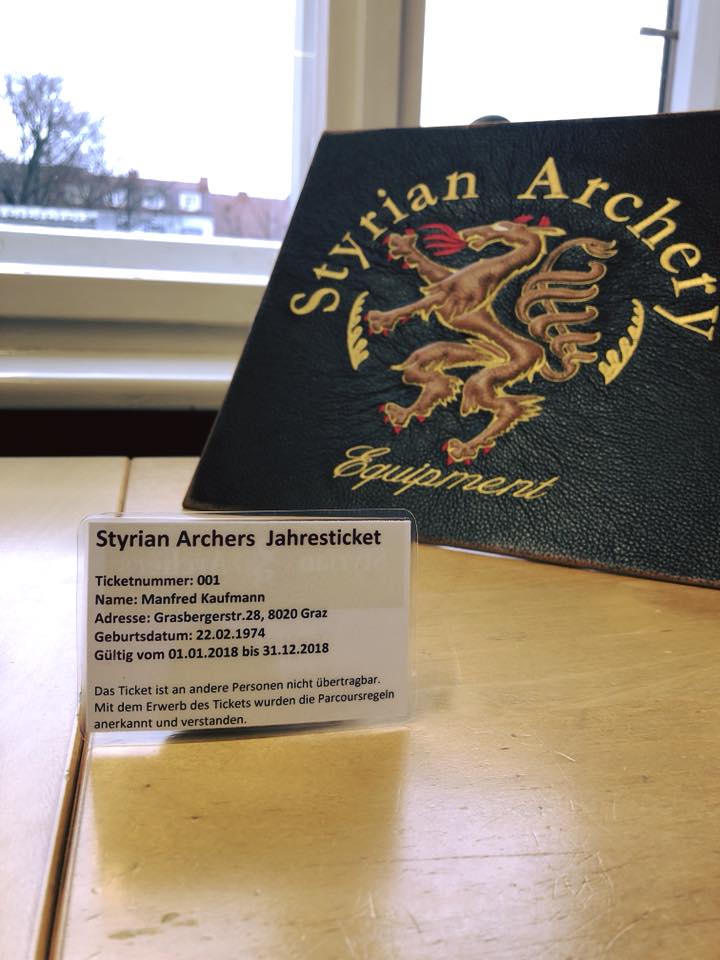 Styrian Archery
Equipment
Styrian Archers Jahresticket
Ticketnummer: 001
Name: Manfred Kaufmann
Adresse: Grasbergerstr.28, 8020 Graz
Geburtsdatum: 22.02.1974
Gültig vom 01.01.2018 bis 31.12.2018
Das Ticket ist an andere Personen nicht übertragbar.
Mit dem Erwerb des Tickets wurden die Parcoursregeln
anerkannt und verstanden.